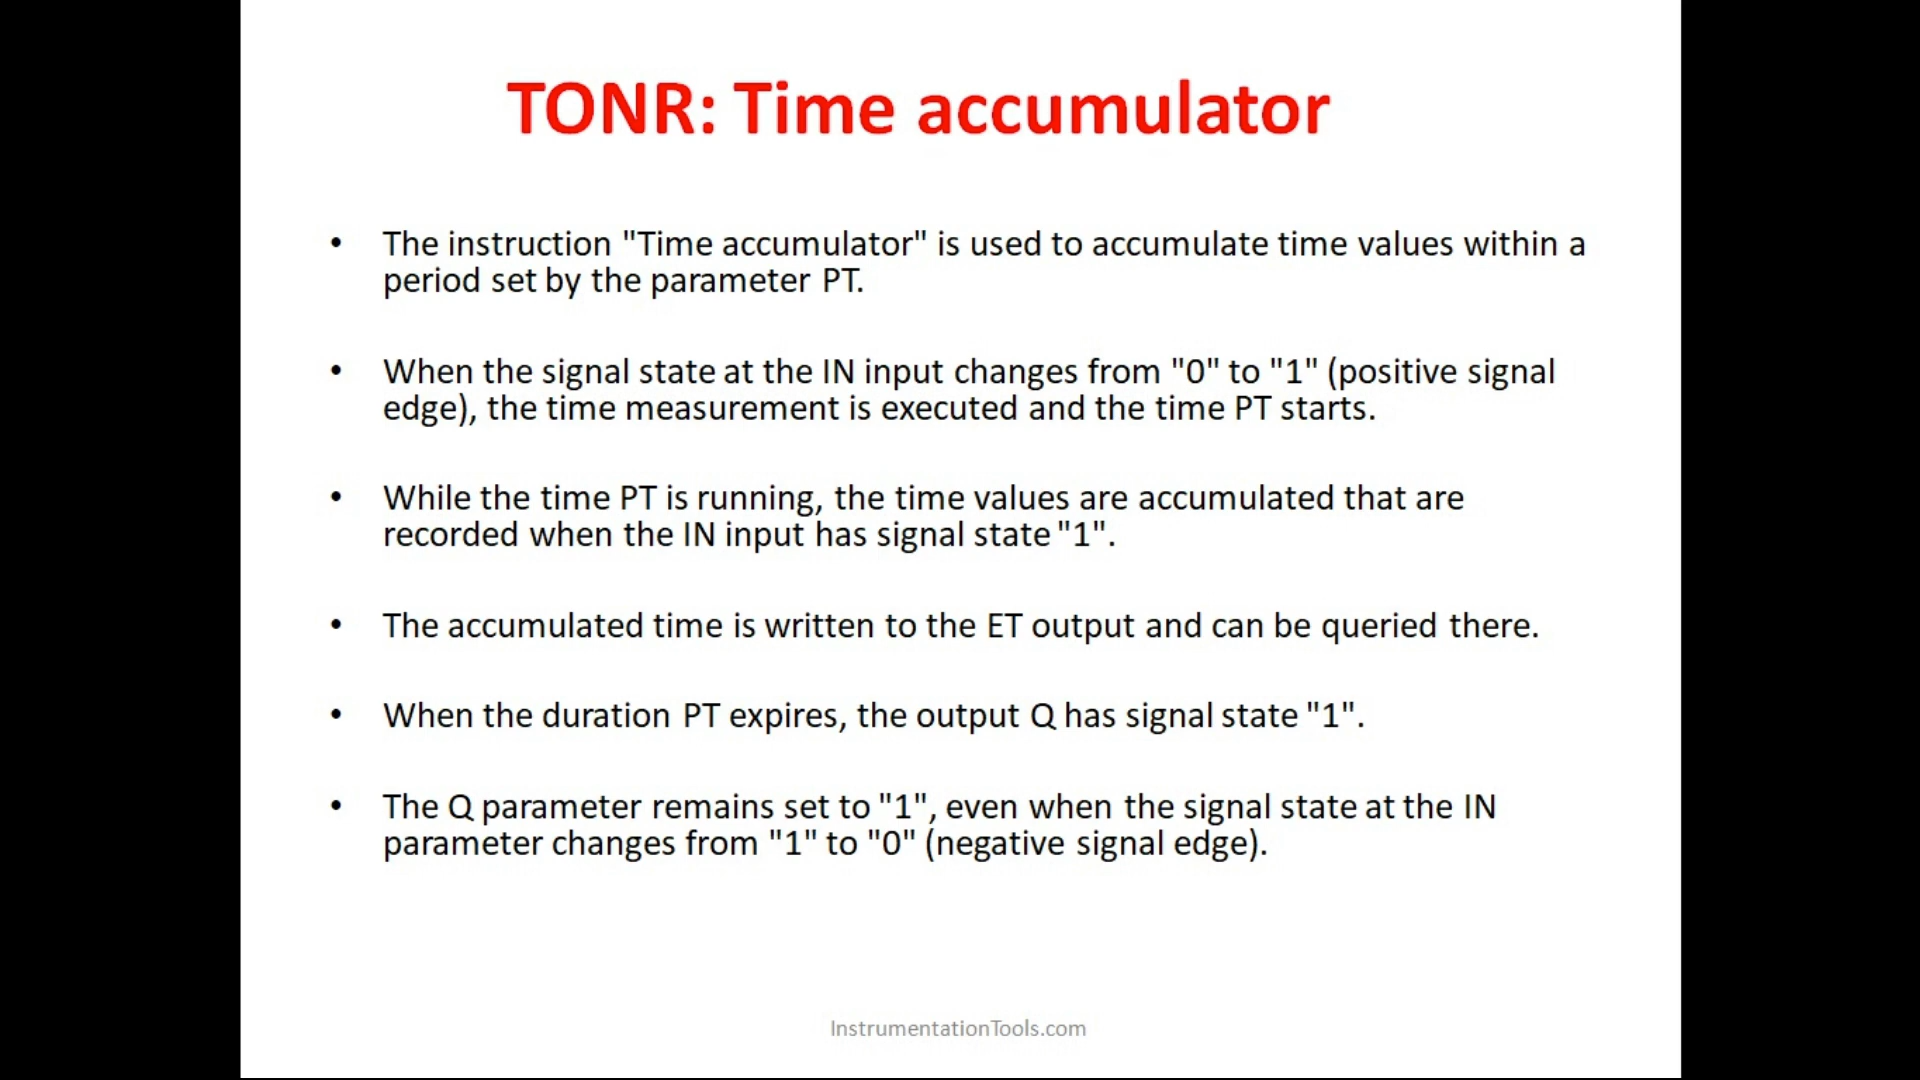 TONR: Time accumulator
• The instruction "Time accumulator" is used to accumulate time values within a
period set by the parameter PT.
• When the signal state at the IN input changes from "0" to "1" (positive signal
edge), the time measurement is executed and the time PT starts.
• While the time PT is running, the time values are accumulated that are
recorded when the IN input has signal state "1".
• The accumulated time is written to the ET output and can be queried there.
• When the duration PT expires, the output Q has signal state "1".
• The Q parameter remains set to "1", even when the signal state at the IN
parameter changes from "1" to "0" (negative signal edge).
InstrumentationTools.com